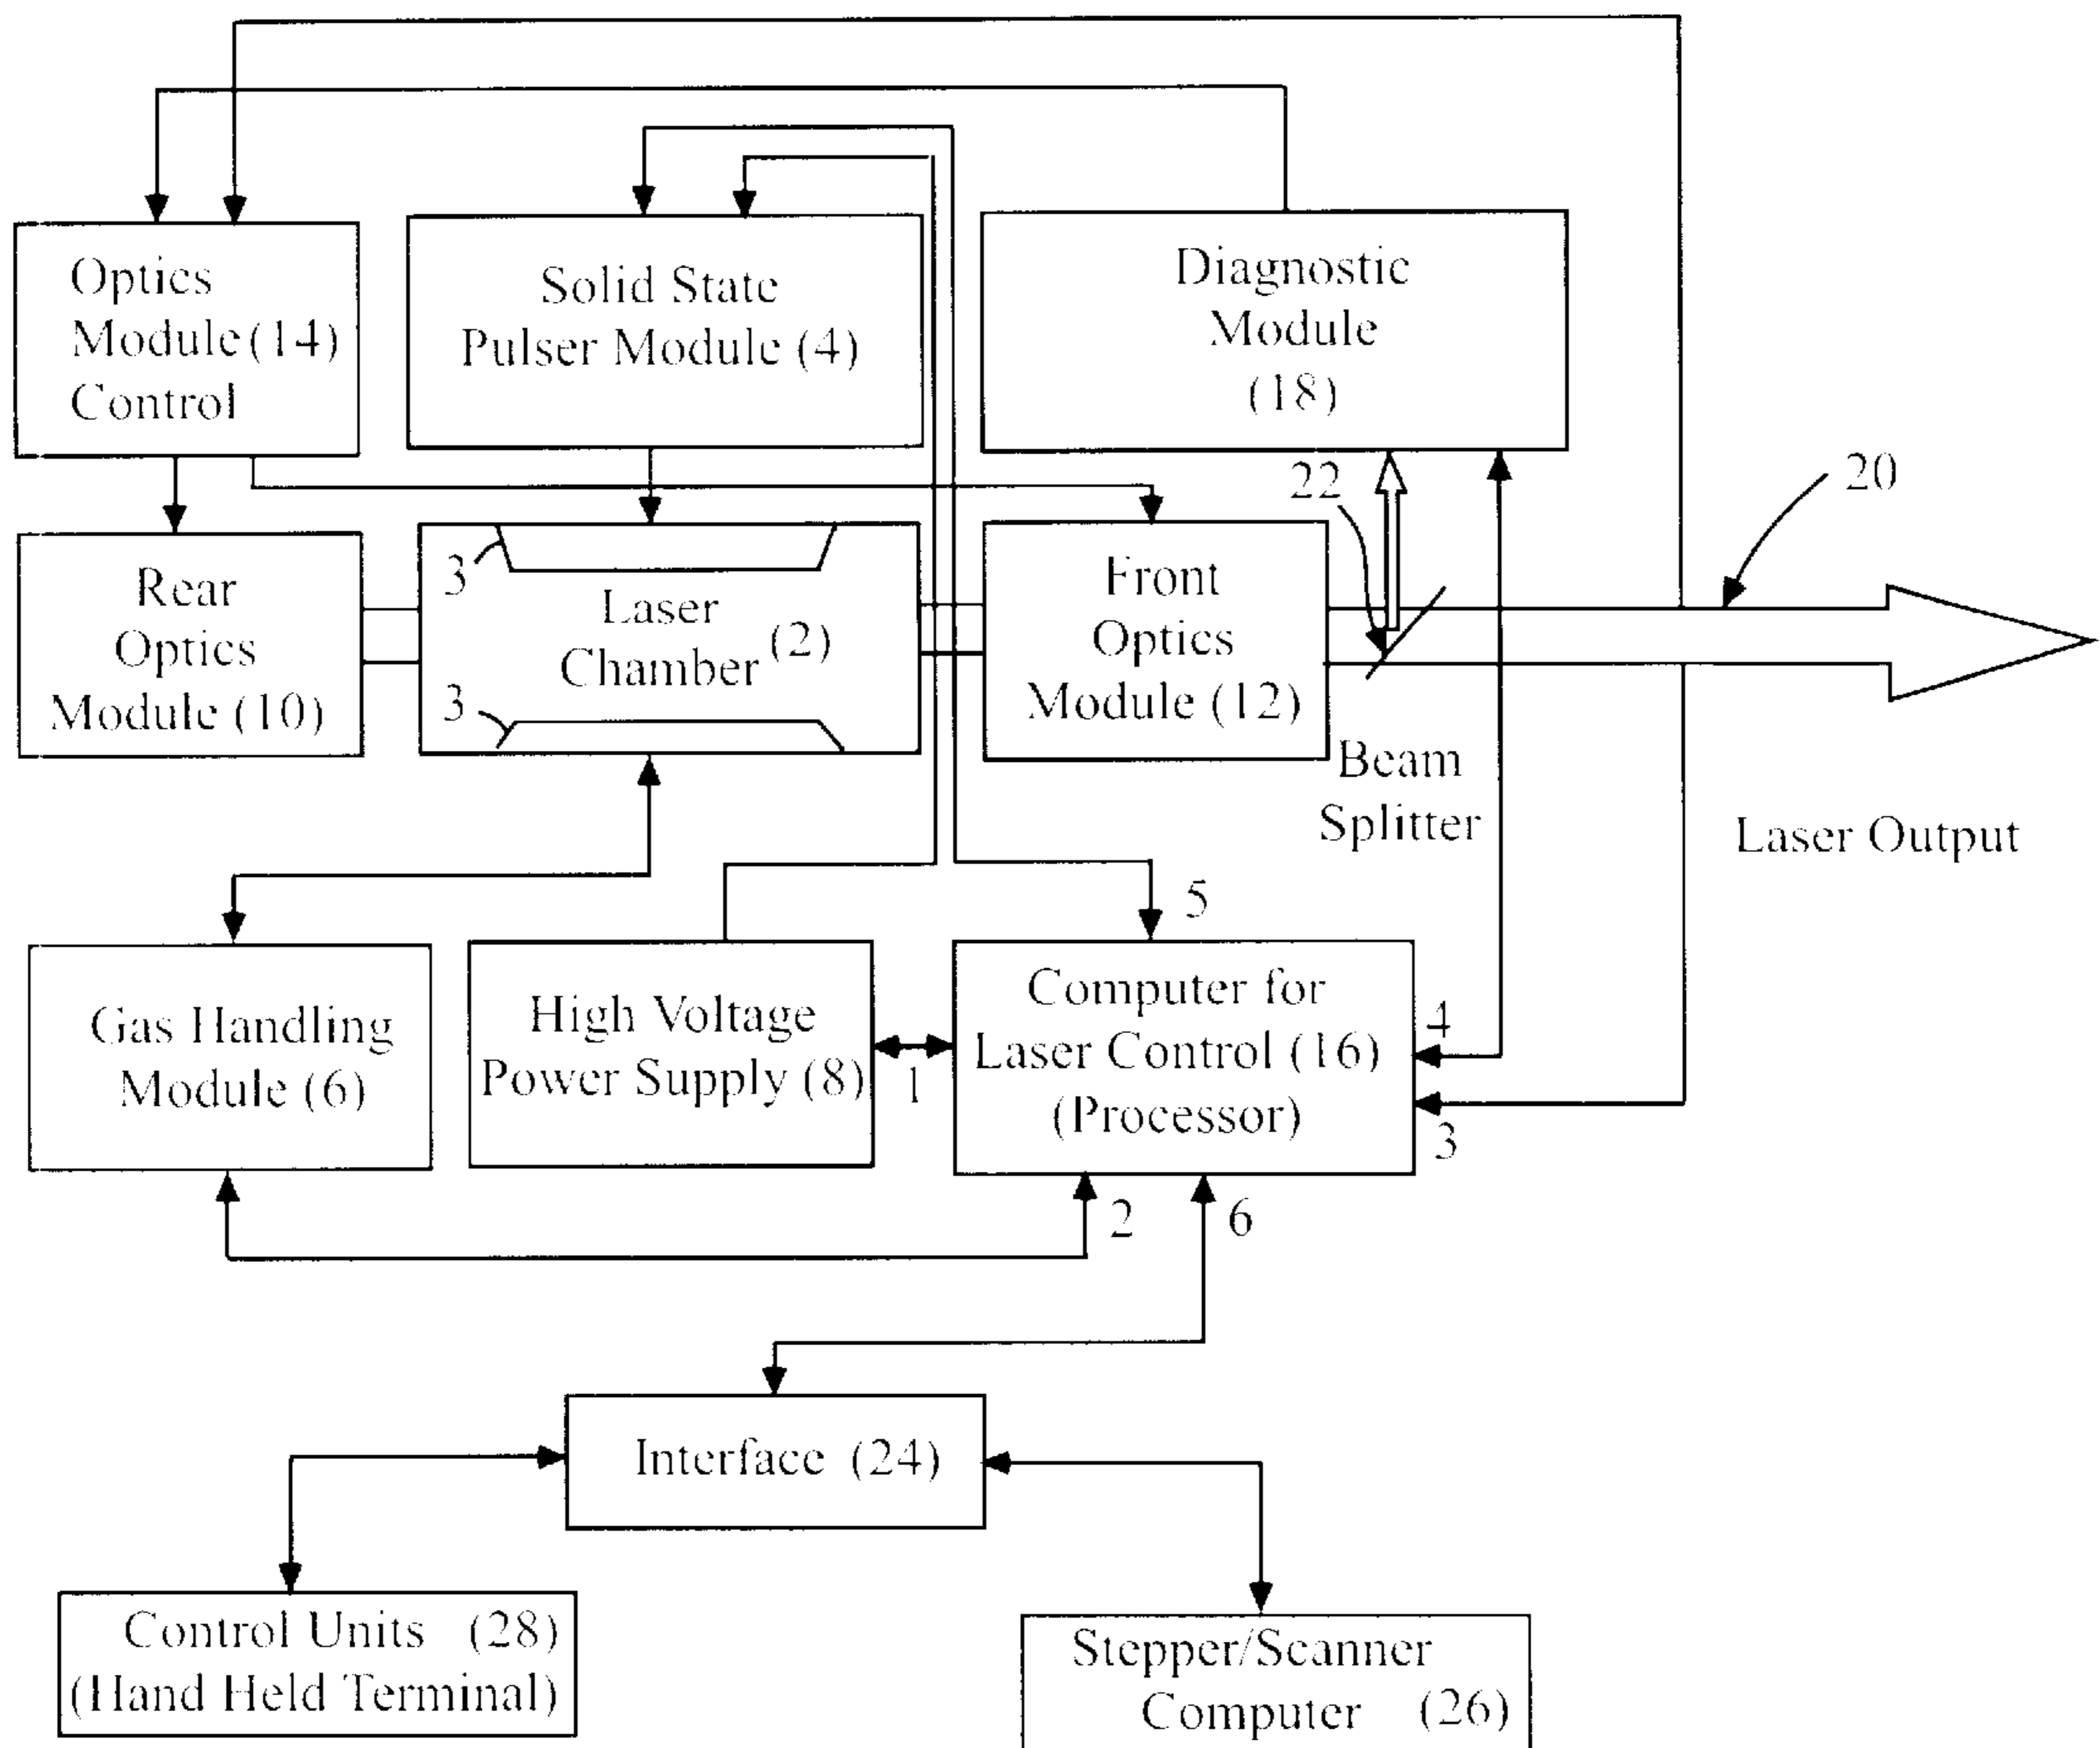 Optics
Module (14)
Control
Solid State
Pulser Module (4)
Diagnostic
Module
(18)
22
20
Rear
Optics
Module (10)
3
Laser
Chamber (2)
3
Front
Optics
Module (12)
Beam
Splitter
Laser Output
5
Gas Handling
Module (6)
High Voltage
Power Supply (8)
1
Computer for
Laser Control (16)
(Processor)
4
3
2
6
Interface (24)
Control Units (28)
(Hand Held Terminal)
Stepper/Scanner
Computer (26)